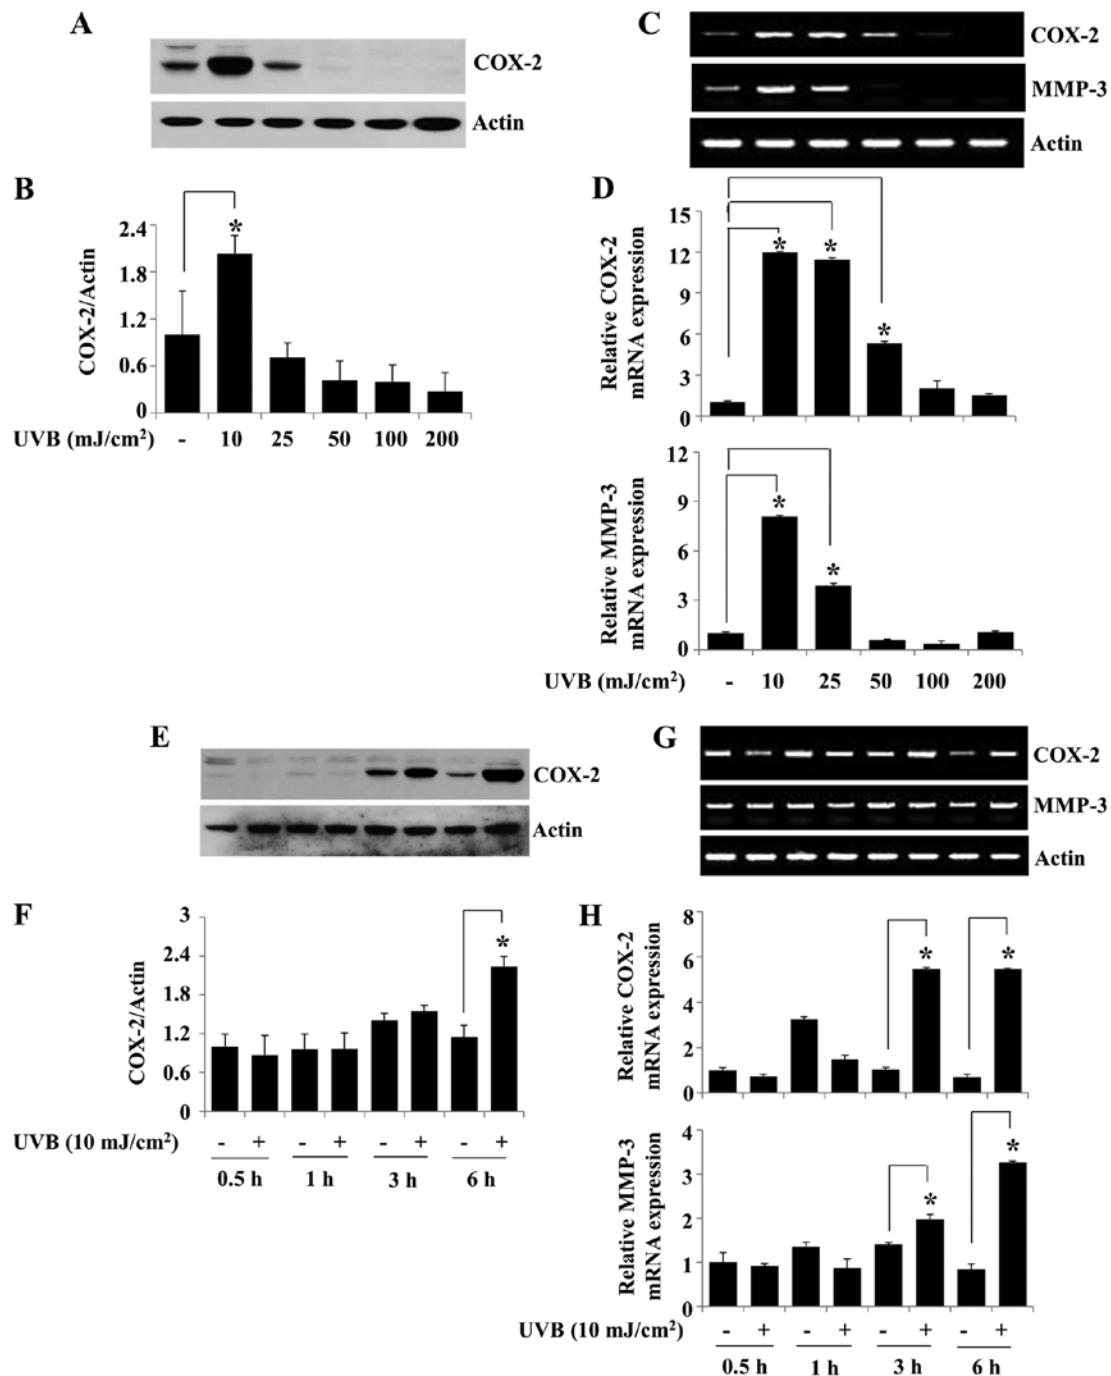 A
COX-2
Actin
B
2.4
1.8
1.2
0.6
0
COX-2/Actin
*
UVB (mJ/cm²) - 10 25 50 100 200
C
COX-2
MMP-3
Actin
D
15
12
9
6
3
0
Relative COX-2
mRNA expression
* * *
12
9
6
3
0
Relative MMP-3
mRNA expression
* *
UVB (mJ/cm²) - 10 25 50 100 200
E
COX-2
Actin
F
3
2.4
1.8
1.2
0.6
0
COX-2/Actin
*
UVB (10 mJ/cm²) - + - + - + - +
0.5 h 1 h 3 h 6 h
G
COX-2
MMP-3
Actin
H
8
6
4
2
0
Relative COX-2
mRNA expression
* *
4
3
2
1
0
Relative MMP-3
mRNA expression
* *
UVB (10 mJ/cm²) - + - + - + - +
0.5 h 1 h 3 h 6 h